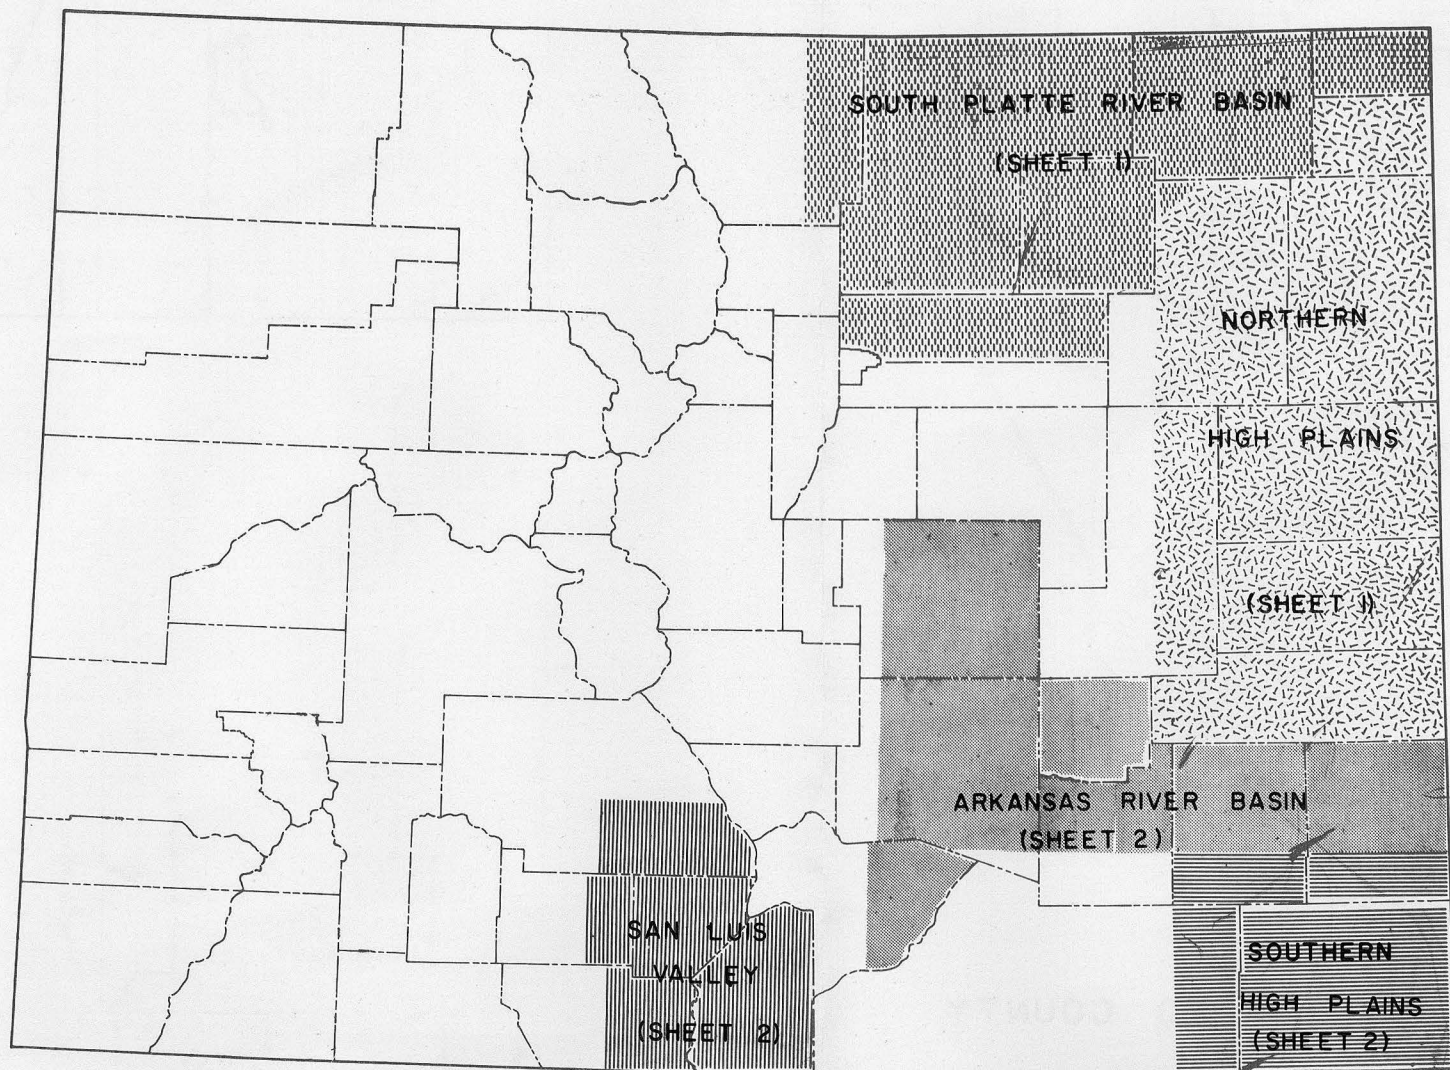 SOUTH PLATTE RIVER BASIN
(SHEET 1)
NORTHERN
HIGH PLAINS
(SHEET 1)
ARKANSAS RIVER BASIN
(SHEET 2)
SAN LUIS
VALLEY
(SHEET 2)
SOUTHERN
HIGH PLAINS
(SHEET 2)
COUNTY